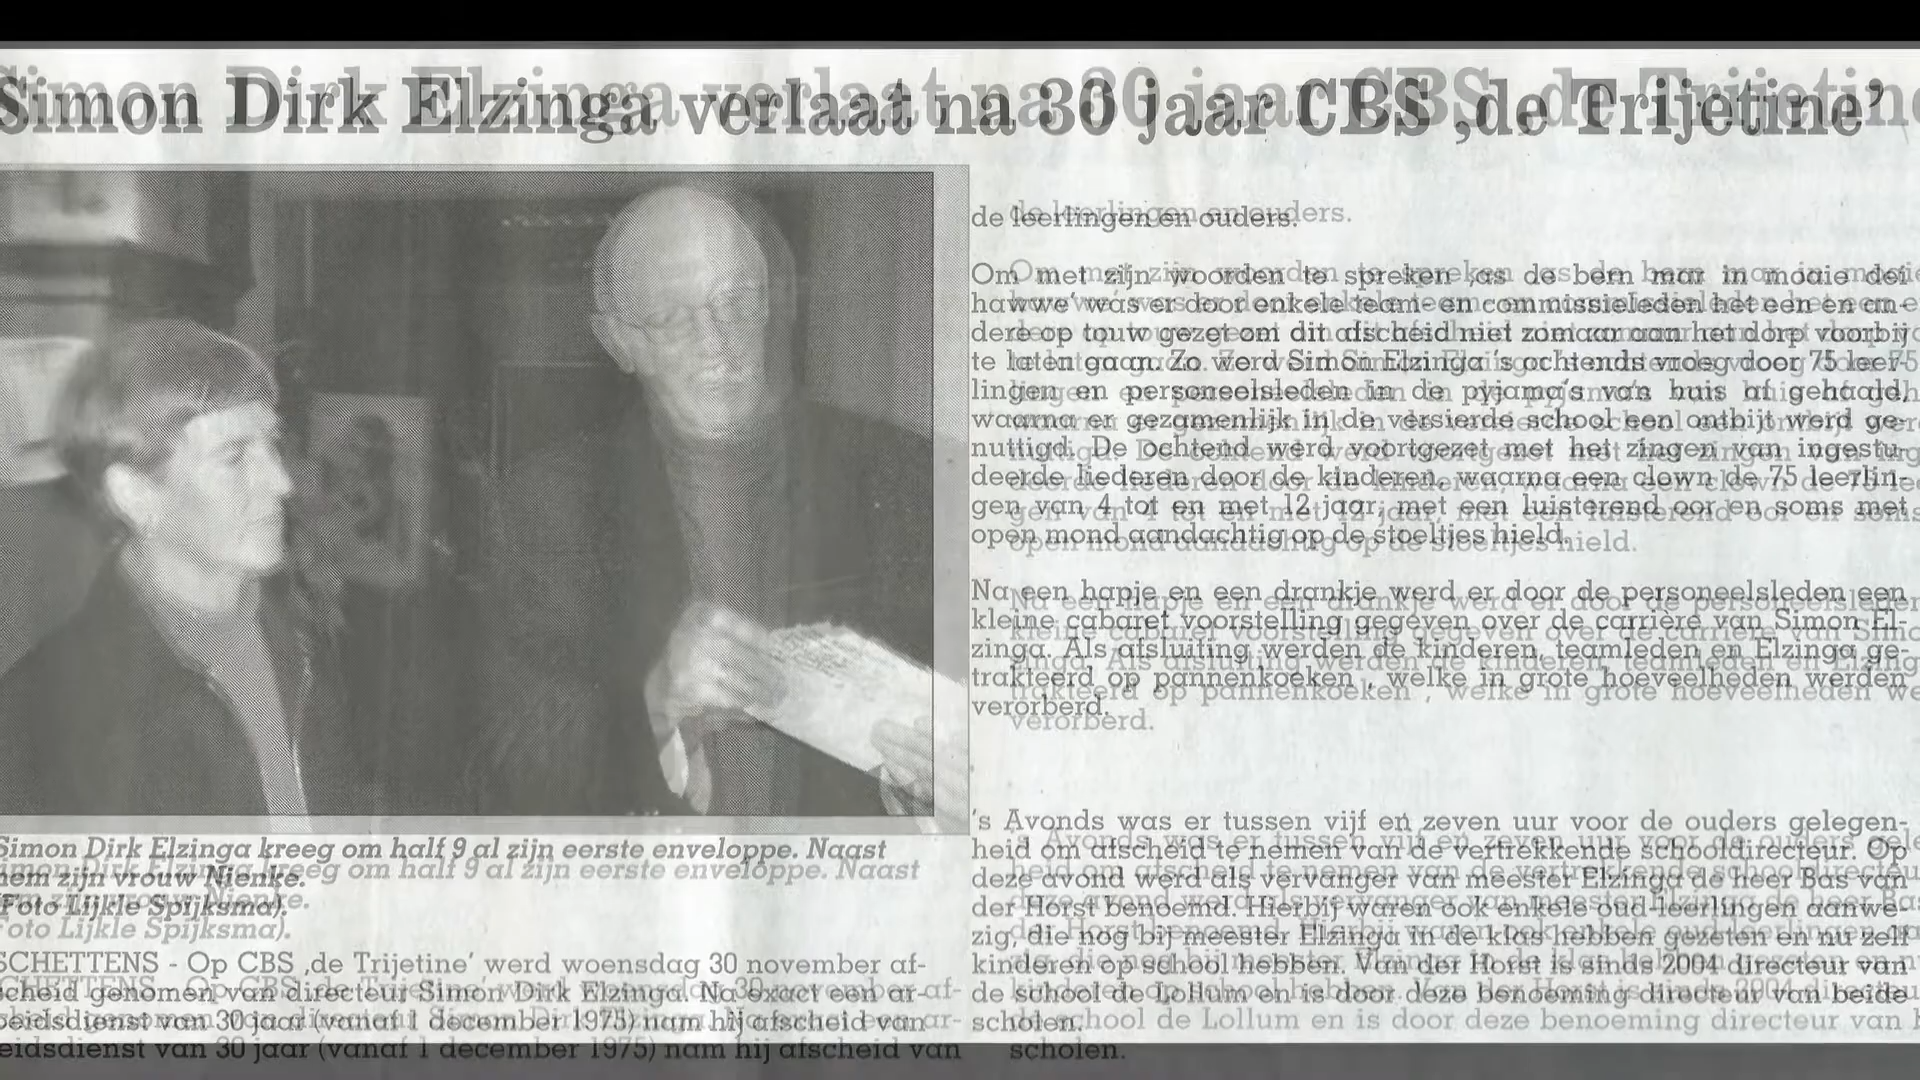 Simon Dirk Elzinga verlaat na 30 jaar CBS ‚de Trijetine’
Simon Dirk Elzinga kreeg om half 9 al zijn eerste enveloppe. Naast
hem zijn vrouw Nienke.
(Foto Lijkle Spijksma).
SCHETTENS - Op CBS ‚de Trijetine’ werd woensdag 30 november af-
scheid genomen van directeur Simon Dirk Elzinga. Na exact een ar-
beidsdienst van 30 jaar (vanaf 1 december 1975) nam hij afscheid van
de leerlingen en ouders.
Om met zijn woorden te spreken ‚as de bern mar in moaie dei
hawwe’ was er door enkele team- en commissieleden het een en an-
dere op touw gezet om dit afscheid niet zomaar aan het dorp voorbij
te laten gaan. Zo werd Simon Elzinga ’s ochtends vroeg door 75 leer-
lingen en personeelsleden in de pyjama’s van huis af gehaald,
waarna er gezamenlijk in de versierde school een ontbijt werd ge-
nuttigd. De ochtend werd voortgezet met het zingen van ingestu-
deerde liederen door de kinderen, waarna een clown de 75 leerlin-
gen van 4 tot en met 12 jaar, met een luisterend oor en soms met
open mond aandachtig op de stoeltjes hield.
Na een hapje en een drankje werd er door de personeelsleden een
kleine cabaret voorstelling gegeven over de carrière van Simon El-
zinga. Als afsluiting werden de kinderen, teamleden en Elzinga ge-
trakteerd op pannenkoeken , welke in grote hoeveelheden werden
verorberd.
’s Avonds was er tussen vijf en zeven uur voor de ouders gelegen-
heid om afscheid te nemen van de vertrekkende schooldirecteur. Op
deze avond werd als vervanger van meester Elzinga de heer Bas van
der Horst benoemd. Hierbij waren ook enkele oud-leerlingen aanwe-
zig, die nog bij meester Elzinga in de klas hebben gezeten en nu zelf
kinderen op school hebben. Van der Horst is sinds 2004 directeur van
de school de Lollum en is door deze benoeming directeur van beide
scholen.